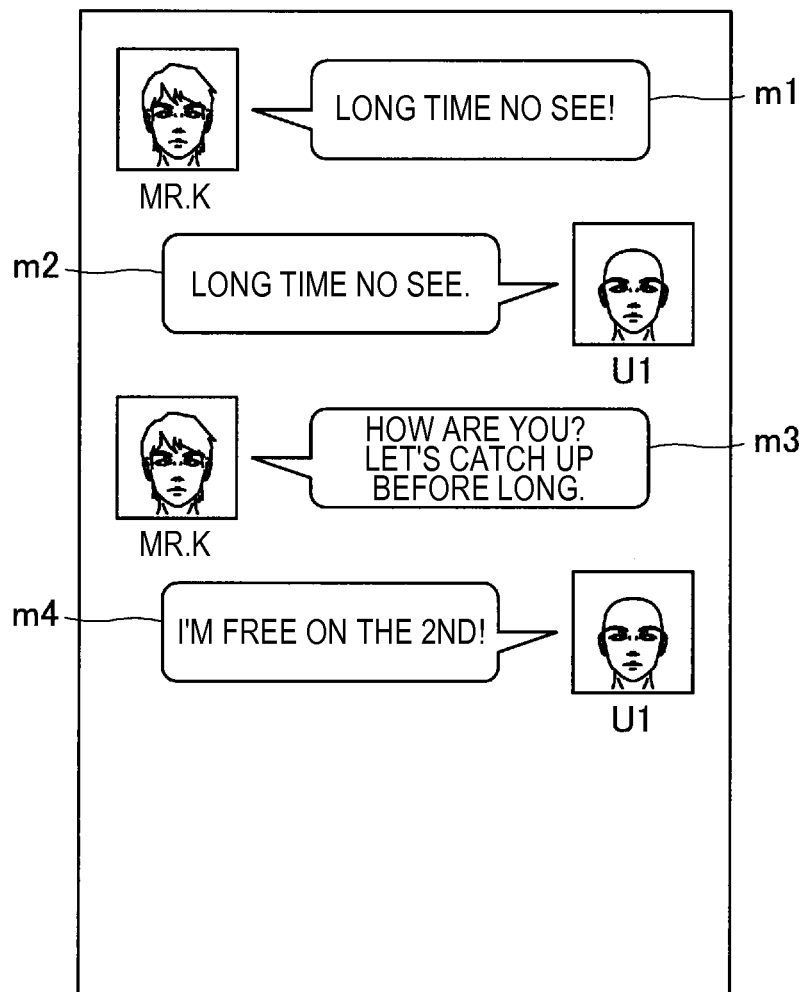 LONG TIME NO SEE!
m1
MR.K
m2
LONG TIME NO SEE.
U1
HOW ARE YOU?
LET'S CATCH UP
BEFORE LONG.
m3
MR.K
m4
I'M FREE ON THE 2ND!
U1